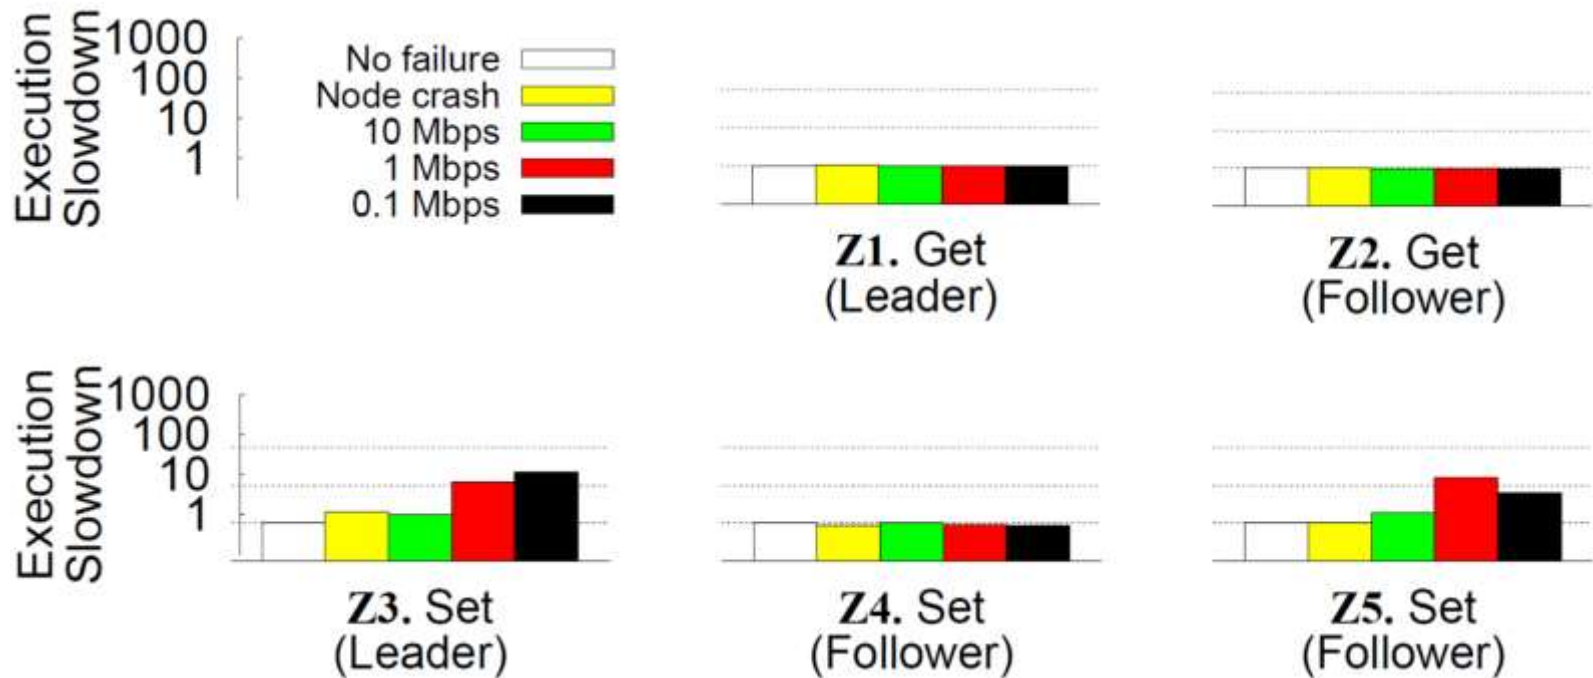 Execution
Slowdown
1000
100
10
1
No failure
Node crash
10 Mbps
1 Mbps
0.1 Mbps
Z1. Get
(Leader)
Z2. Get
(Follower)
Execution
Slowdown
1000
100
10
1
Z3. Set
(Leader)
Z4. Set
(Follower)
Z5. Set
(Follower)